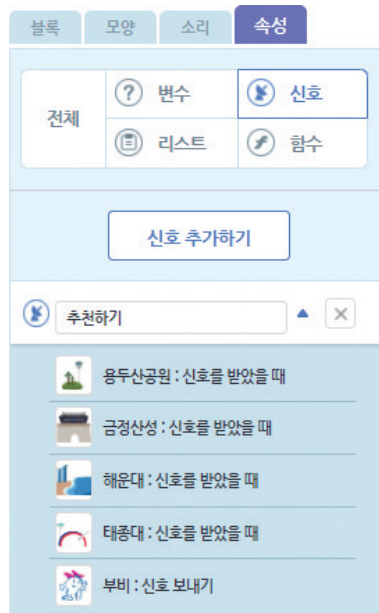 블록 모양 소리 속성
전체
? 변수 신호
리스트 f 함수
신호 추가하기
추천하기
용두산공원 : 신호를 받았을 때
금정산성 : 신호를 받았을 때
해운대 : 신호를 받았을 때
태종대 : 신호를 받았을 때
부비 : 신호 보내기